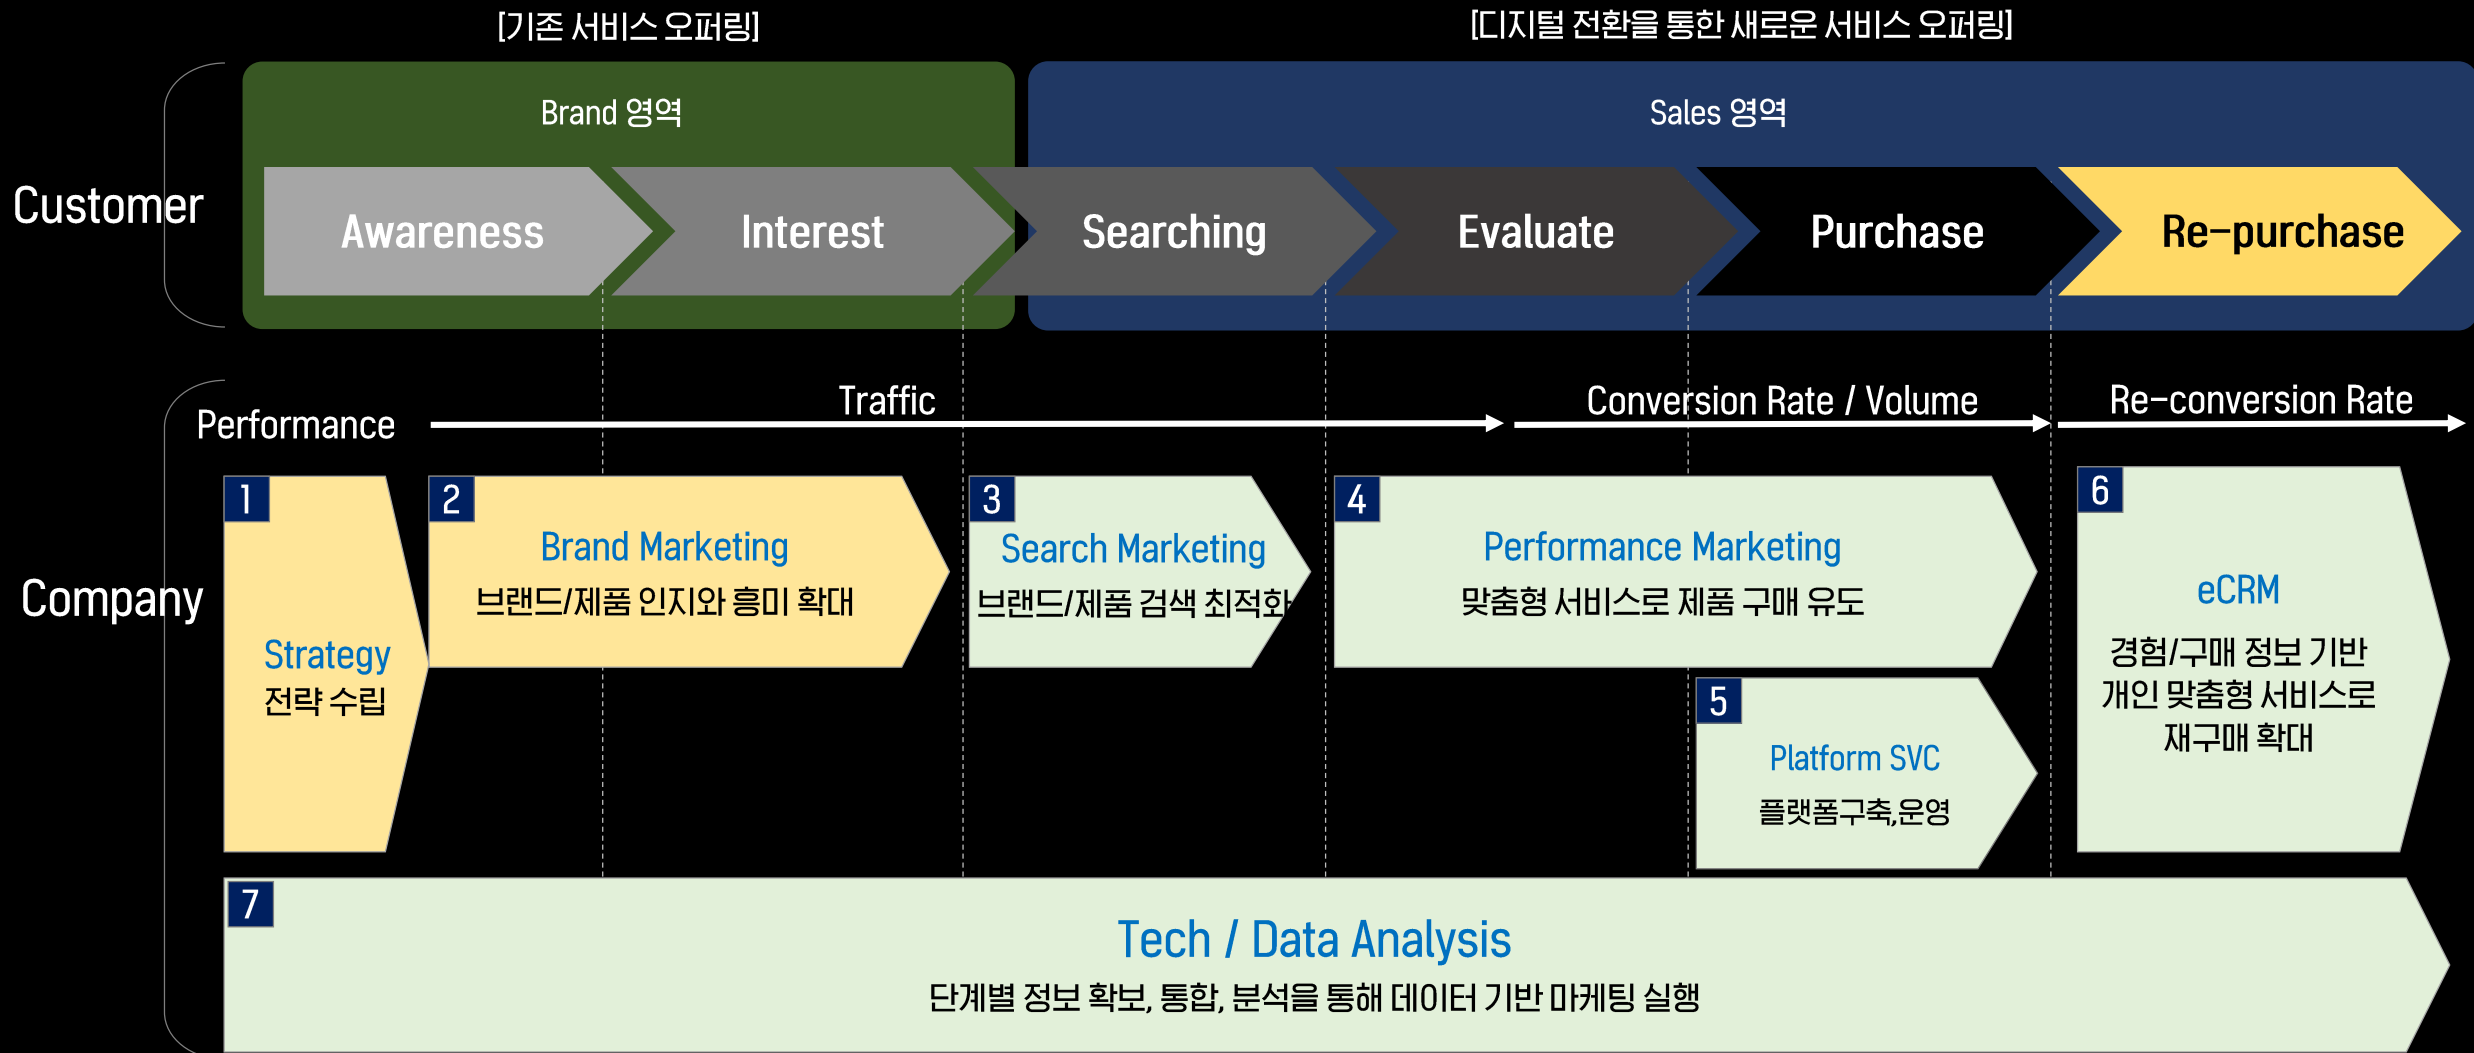 [기존 서비스 오퍼링]
[디지털 전환을 통한 새로운 서비스 오퍼링]
Brand 영역
Sales 영역
Customer
Awareness
Interest
Searching
Evaluate
Purchase
Re-purchase
Performance
Traffic
Conversion Rate / Volume
Re-conversion Rate
Company
1
Strategy
전략 수립
2
Brand Marketing
브랜드/제품 인지와 흥미 확대
3
Search Marketing
브랜드/제품 검색 최적화
4
Performance Marketing
맞춤형 서비스로 제품 구매 유도
5
Platform SVC
플랫폼구축,운영
6
eCRM
경험/구매 정보 기반
개인 맞춤형 서비스로
재구매 확대
7
Tech / Data Analysis
단계별 정보 확보, 통합, 분석을 통해 데이터 기반 마케팅 실행